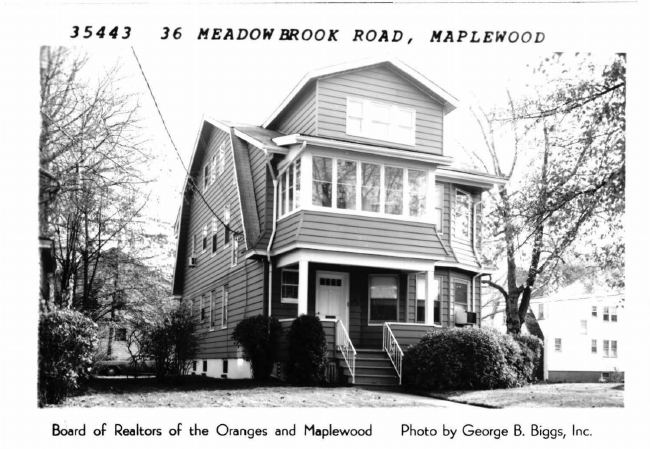 35443 36 MEADOWBROOK ROAD, MAPLEWOOD
Board of Realtors of the Oranges and Maplewood Photo by George B. Biggs, Inc.